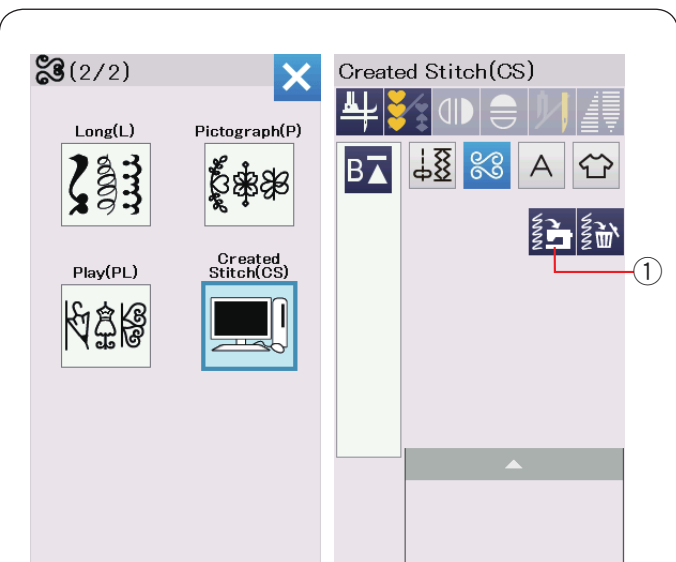 (2/2)
Long(L)
Pictograph(P)
Play(PL)
Created
Stitch(CS)
Created Stitch(CS)
B
A
1